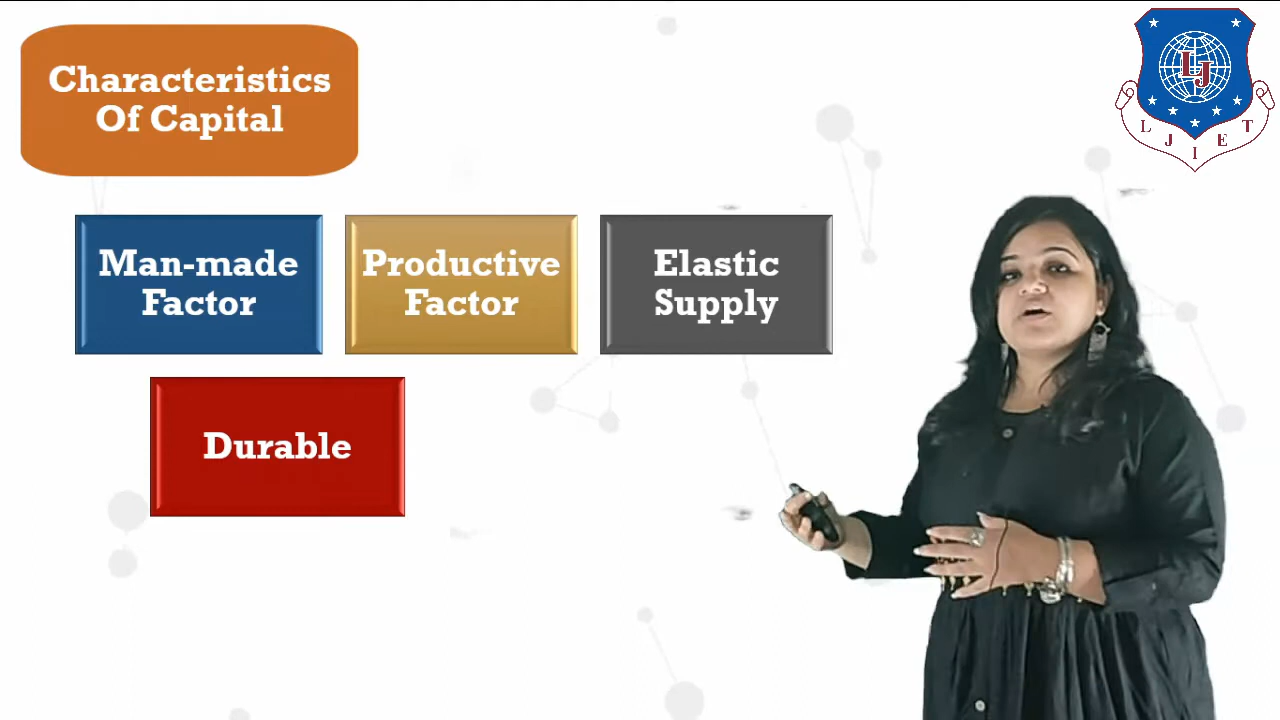 Characteristics
Of Capital
LJ
L J I E T
Man-made
Factor
Productive
Factor
Elastic
Supply
Durable